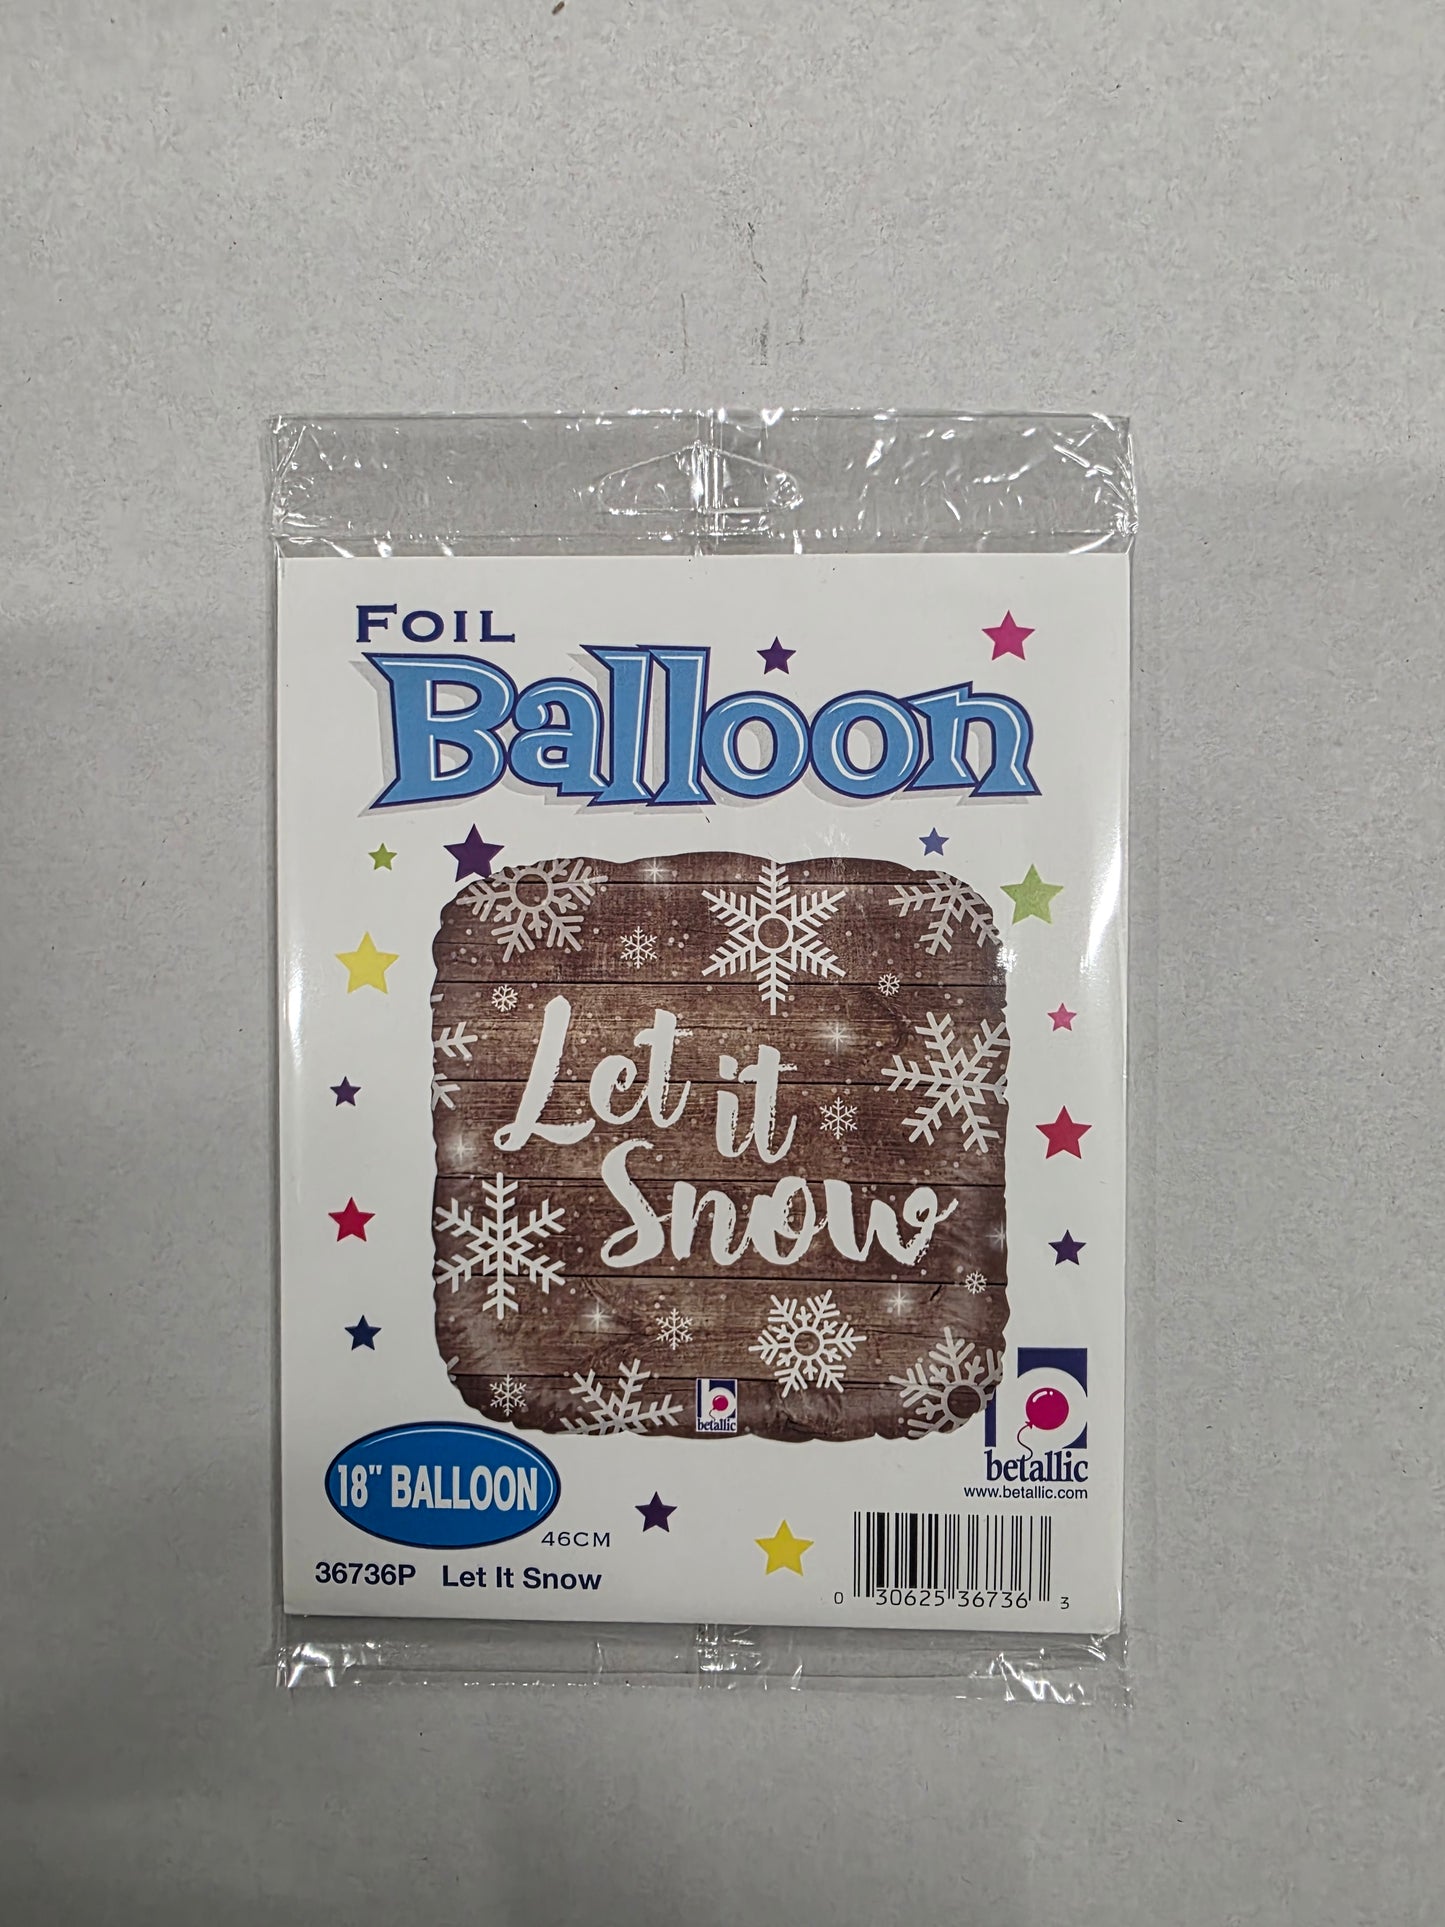 FOIL
Balloon
Let it
Snow
betallic
betallic
www.betallic.com
18" BALLOON
46CM
36736P Let It Snow
0 30625 36736 3